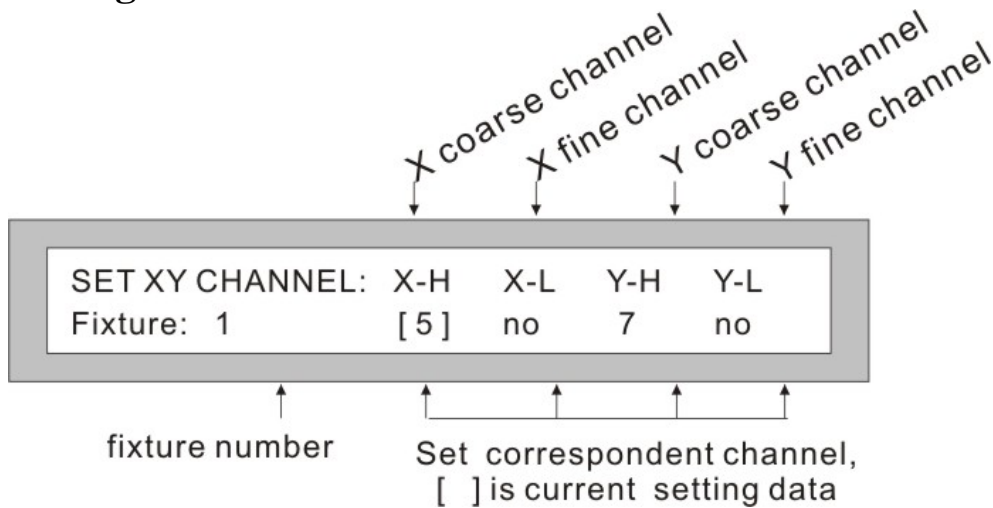 X coarse channel
X fine channel
Y coarse channel
Y fine channel
SET XY CHANNEL: X-H X-L Y-H Y-L
Fixture: 1 [ 5 ] no 7 no
fixture number
Set correspondent channel,
[ ] is current setting data